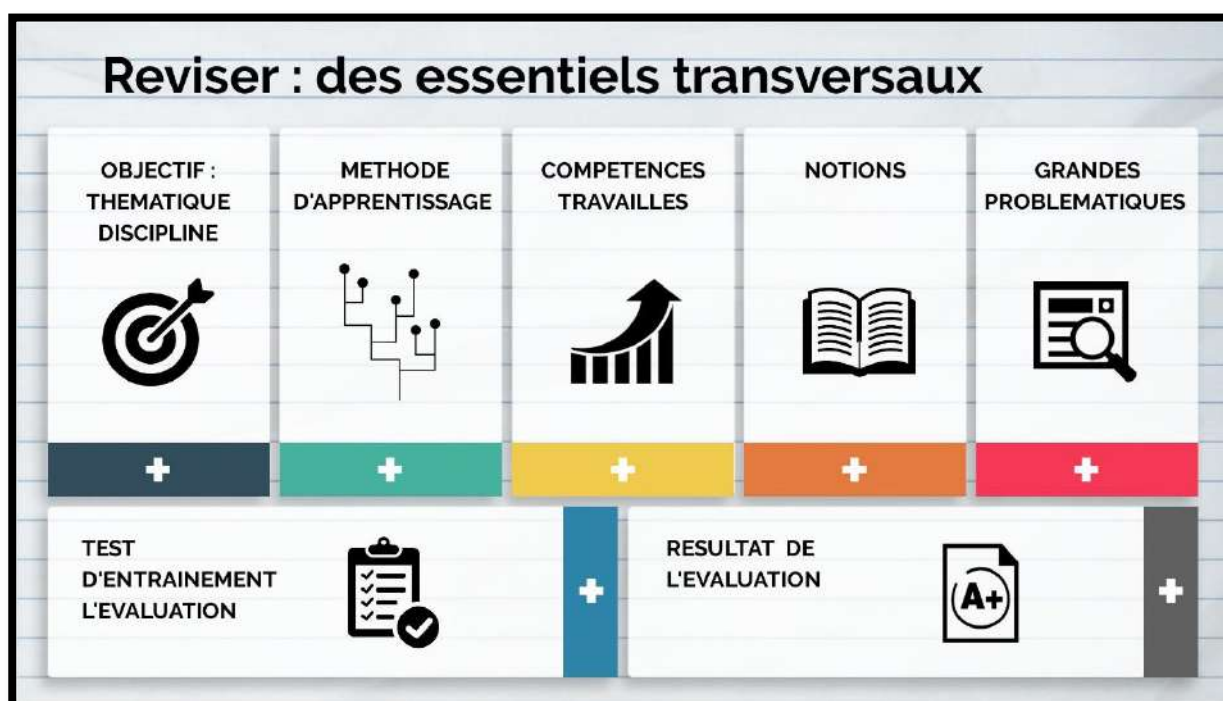 Reviser : des essentiels transversaux
OBJECTIF :
THEMATIQUE
DISCIPLINE
METHODE
D'APPRENTISSAGE
COMPETENCES
TRAVAILLES
NOTIONS
GRANDES
PROBLEMATIQUES
TEST
D'ENTRAINEMENT
L'EVALUATION
RESULTAT DE
L'EVALUATION
A+